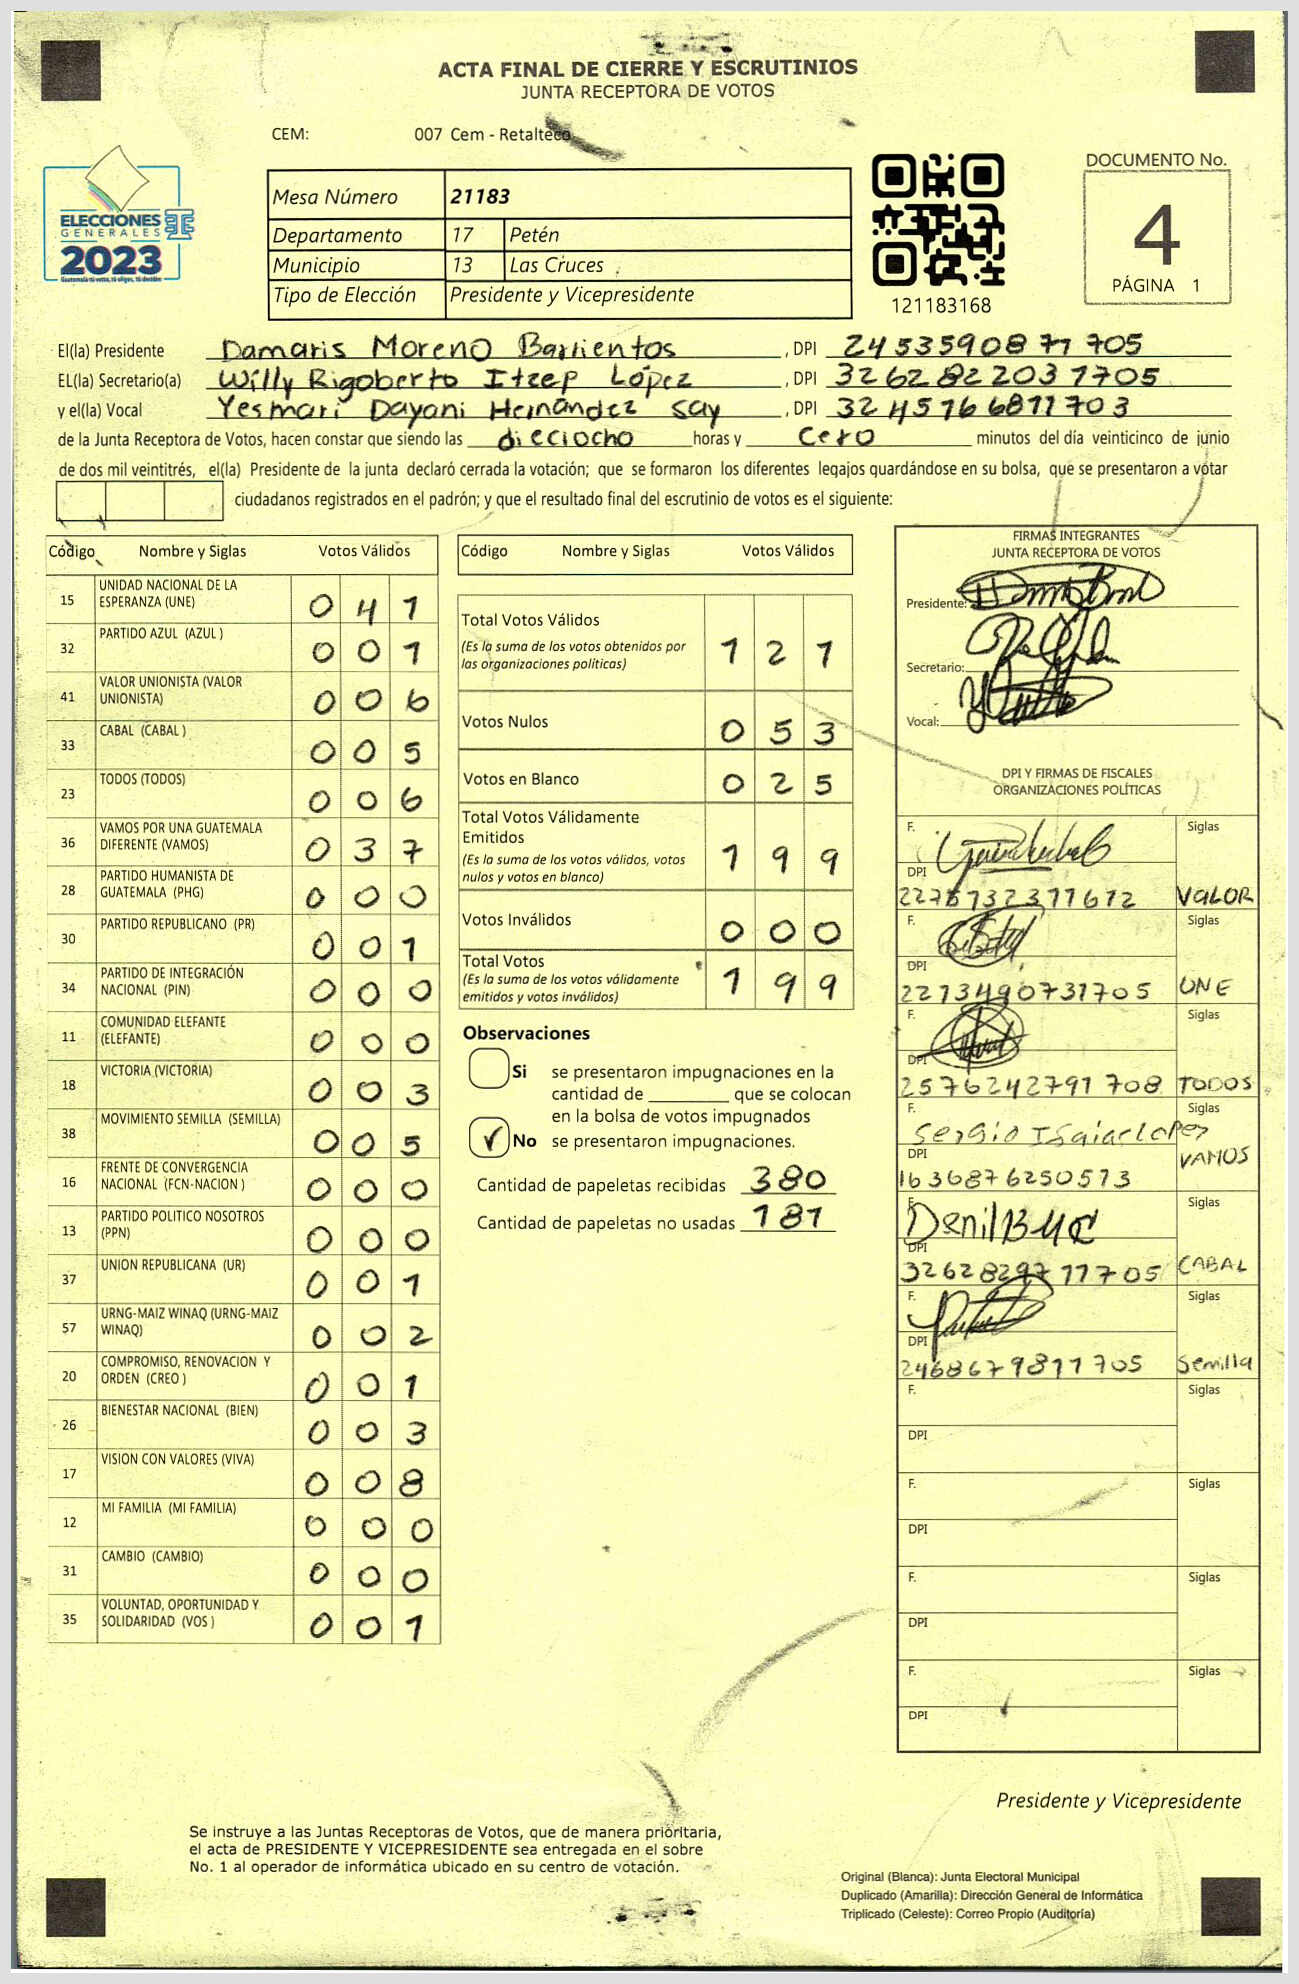 ACTA FINAL DE CIERRE Y ESCRUTINIOS
JUNTA RECEPTORA DE VOTOS
CEM: 007 Cem - Retalteco
ELECCIONES
GENERALES
2023
Guatemala tú votas, tú eliges, tú decides
Mesa Número 21183
Departamento 17 Petén
Municipio 13 Las Cruces
Tipo de Elección Presidente y Vicepresidente
121183168
DOCUMENTO No.
4
PÁGINA 1
El(la) Presidente Damaris Moreno Barrientos, DPI 2453590871705
EL(la) Secretario(a) Willy Rigoberto Itzep López, DPI 3262822031705
y el(la) Vocal Yesmari Dayani Hernández say, DPI 3245766811703
de la Junta Receptora de Votos, hacen constar que siendo las dieciocho horas y cero minutos del día veinticinco de junio
de dos mil veintitrés, el(la) Presidente de la junta declaró cerrada la votación; que se formaron los diferentes legajos guardándose en su bolsa, que se presentaron a votar
ciudadanos registrados en el padrón; y que el resultado final del escrutinio de votos es el siguiente:
Código Nombre y Siglas Votos Válidos
15 UNIDAD NACIONAL DE LA ESPERANZA (UNE) 0 4 1
32 PARTIDO AZUL (AZUL ) 0 0 1
41 VALOR UNIONISTA (VALOR UNIONISTA) 0 0 6
33 CABAL (CABAL ) 0 0 5
23 TODOS (TODOS) 0 0 6
36 VAMOS POR UNA GUATEMALA DIFERENTE (VAMOS) 0 3 7
28 PARTIDO HUMANISTA DE GUATEMALA (PHG) 0 0 0
30 PARTIDO REPUBLICANO (PR) 0 0 1
34 PARTIDO DE INTEGRACIÓN NACIONAL (PIN) 0 0 0
11 COMUNIDAD ELEFANTE (ELEFANTE) 0 0 0
18 VICTORIA (VICTORIA) 0 0 3
38 MOVIMIENTO SEMILLA (SEMILLA) 0 0 5
16 FRENTE DE CONVERGENCIA NACIONAL (FCN-NACION ) 0 0 0
13 PARTIDO POLITICO NOSOTROS (PPN) 0 0 0
37 UNION REPUBLICANA (UR) 0 0 1
57 URNG-MAIZ WINAQ (URNG-MAIZ WINAQ) 0 0 2
20 COMPROMISO, RENOVACION Y ORDEN (CREO ) 0 0 1
26 BIENESTAR NACIONAL (BIEN) 0 0 3
17 VISION CON VALORES (VIVA) 0 0 8
12 MI FAMILIA (MI FAMILIA) 0 0 0
31 CAMBIO (CAMBIO) 0 0 0
35 VOLUNTAD, OPORTUNIDAD Y SOLIDARIDAD (VOS ) 0 0 1
Código Nombre y Siglas Votos Válidos
Total Votos Válidos 1 2 1
(Es la suma de los votos obtenidos por
las organizaciones políticas)
Votos Nulos 0 5 3
Votos en Blanco 0 2 5
Total Votos Válidamente
Emitidos 1 9 9
(Es la suma de los votos válidos, votos
nulos y votos en blanco)
Votos Inválidos 0 0 0
Total Votos 1 9 9
(Es la suma de los votos válidamente
emitidos y votos inválidos)
Observaciones
Si se presentaron impugnaciones en la
cantidad de ________ que se colocan
en la bolsa de votos impugnados
No se presentaron impugnaciones.
Cantidad de papeletas recibidas 380
Cantidad de papeletas no usadas 181
FIRMAS INTEGRANTES
JUNTA RECEPTORA DE VOTOS
Presidente:
Secretario:
Vocal:
DPI Y FIRMAS DE FISCALES
ORGANIZACIONES POLÍTICAS
F. Siglas
DPI
VALOR
F. Siglas
DPI
2213490731705 UNE
F. Siglas
DPI
2576242791708 TODOS
F. Siglas
Sergio Isaias Lopez
DPI VAMOS
1636876250513
F. Siglas
DPI
3262829711705 CABAL
F. Siglas
DPI
2468679811705 Semilla
F. Siglas
DPI
F. Siglas
DPI
F. Siglas
DPI
F. Siglas
DPI
Presidente y Vicepresidente
Se instruye a las Juntas Receptoras de Votos, que de manera prioritaria,
el acta de PRESIDENTE Y VICEPRESIDENTE sea entregada en el sobre
No. 1 al operador de informática ubicado en su centro de votación.
Original (Blanca): Junta Electoral Municipal
Duplicado (Amarilla): Dirección General de Informática
Triplicado (Celeste): Correo Propio (Auditoría)